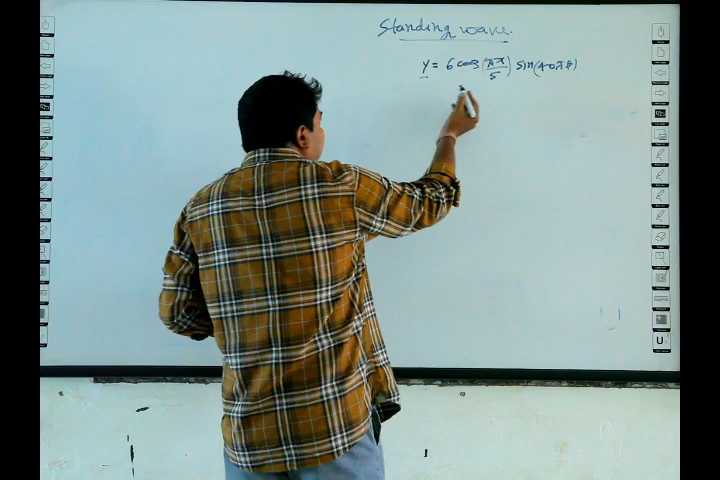 Standing wave.
y = 6 cos(πx/5) sin(40πt)